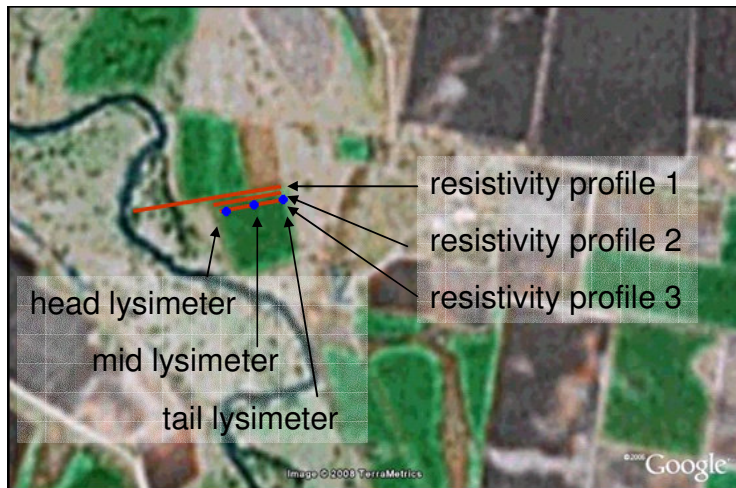 resistivity profile 1
resistivity profile 2
resistivity profile 3
head lysimeter
mid lysimeter
tail lysimeter
Image © 2008 TerraMetrics
©2008 Google